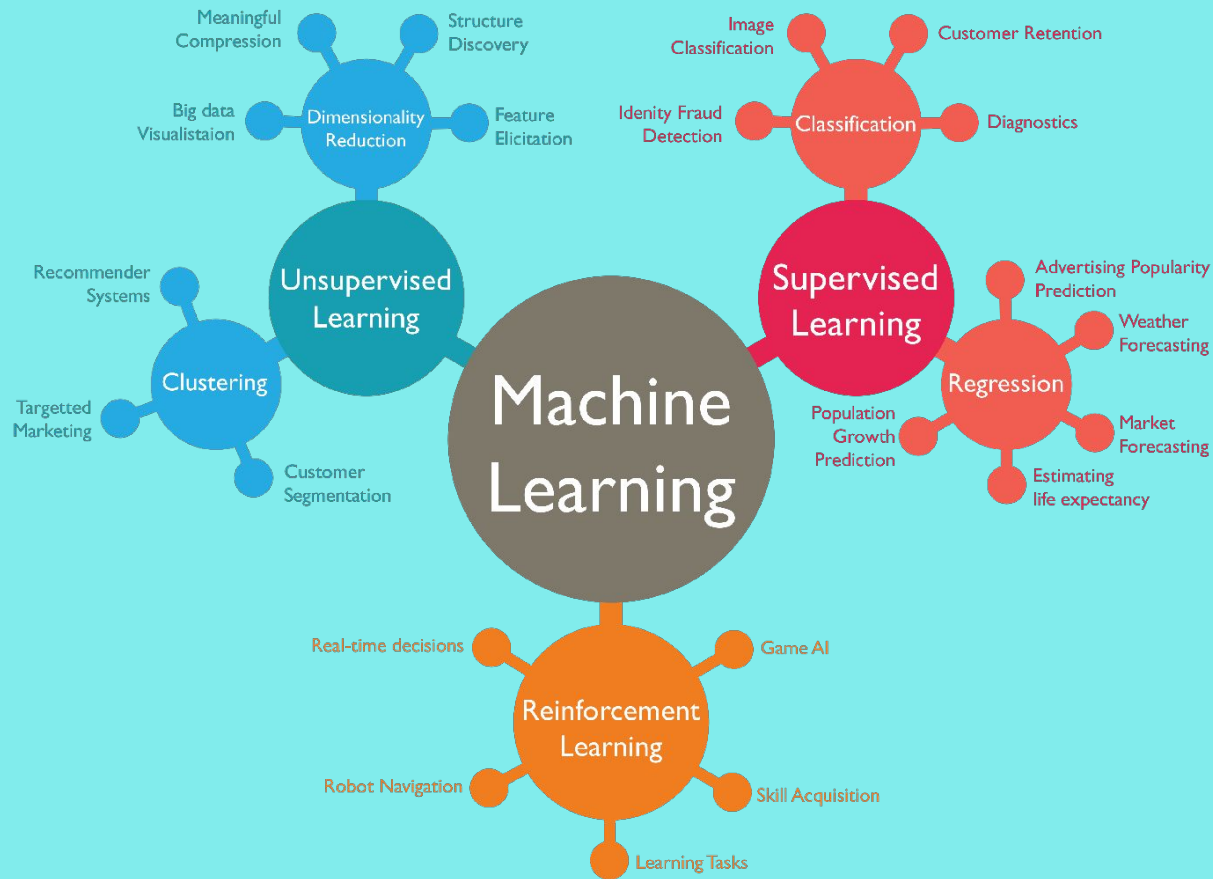 Meaningful
Compression
Structure
Discovery
Big data
Visualistaion
Dimensionality
Reduction
Feature
Elicitation
Image
Classification
Customer Retention
Idenity Fraud
Detection
Classification
Diagnostics
Unsupervised
Learning
Recommender
Systems
Clustering
Targetted
Marketing
Customer
Segmentation
Supervised
Learning
Advertising Popularity
Prediction
Weather
Forecasting
Regression
Population
Growth
Prediction
Market
Forecasting
Estimating
life expectancy
Machine
Learning
Real-time decisions
Game AI
Reinforcement
Learning
Robot Navigation
Skill Acquisition
Learning Tasks